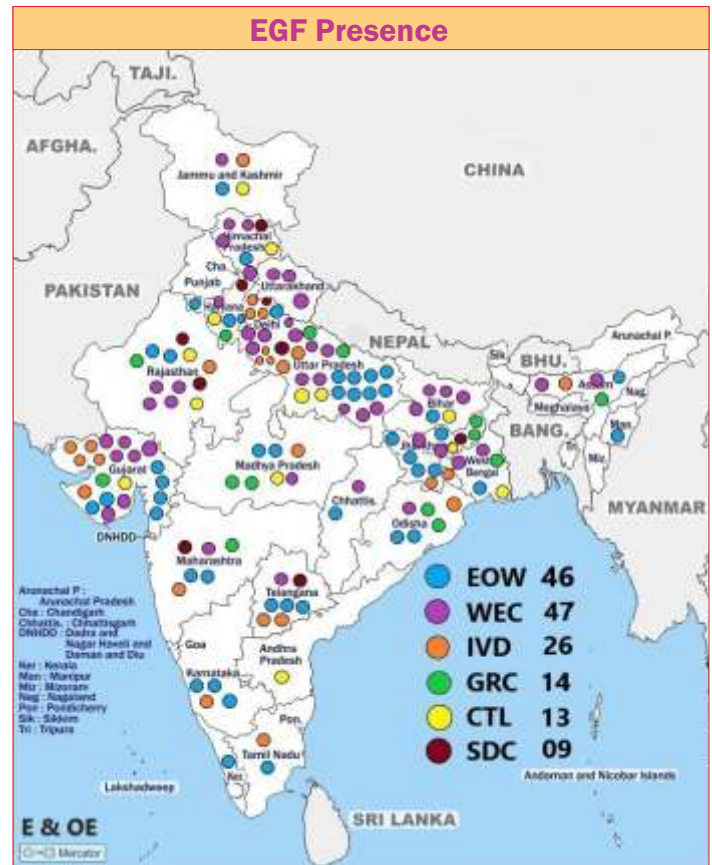 EGF Presence
TAJI.
AFGHA.
CHINA
Jammu and Kashmir
Himachal
Pradesh
Cha.
Punjab
Uttarakhand
PAKISTAN
Haryana
Delhi
NEPAL
Arunachal P.
Sik.
BHU.
Assam
Nag.
Rajasthan
Uttar Pradesh
Bihar
Meghalaya
BANG.
Man.
Tri.
Miz.
Gujarat
Madhya Pradesh
West
Bengal
Chhattis.
MYANMAR
Odisha
DNHDD
Maharashtra
Telangana
EOW 46
WEC 47
IVD 26
GRC 14
CTL 13
SDC 09
Arunachal P :
Arunachal Pradesh
Cha : Chandigarh
Chhattis. : Chhattisgarh
DNHDD : Dadra and
Nagar Haveli and
Daman and Diu
Ker : Kerala
Man : Manipur
Miz : Mizoram
Nag : Nagaland
Pon : Pondicherry
Sik : Sikkim
Tri : Tripura
Goa
Andhra
Pradesh
Karnataka
Pon.
Tamil Nadu
Ker.
Lakshadweep
Andaman and Nicobar Islands
SRI LANKA
E & OE
Mercator